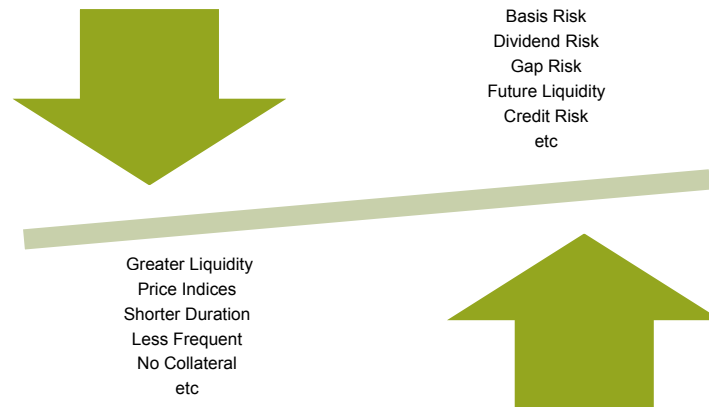 Basis Risk
Dividend Risk
Gap Risk
Future Liquidity
Credit Risk
etc
Greater Liquidity
Price Indices
Shorter Duration
Less Frequent
No Collateral
etc